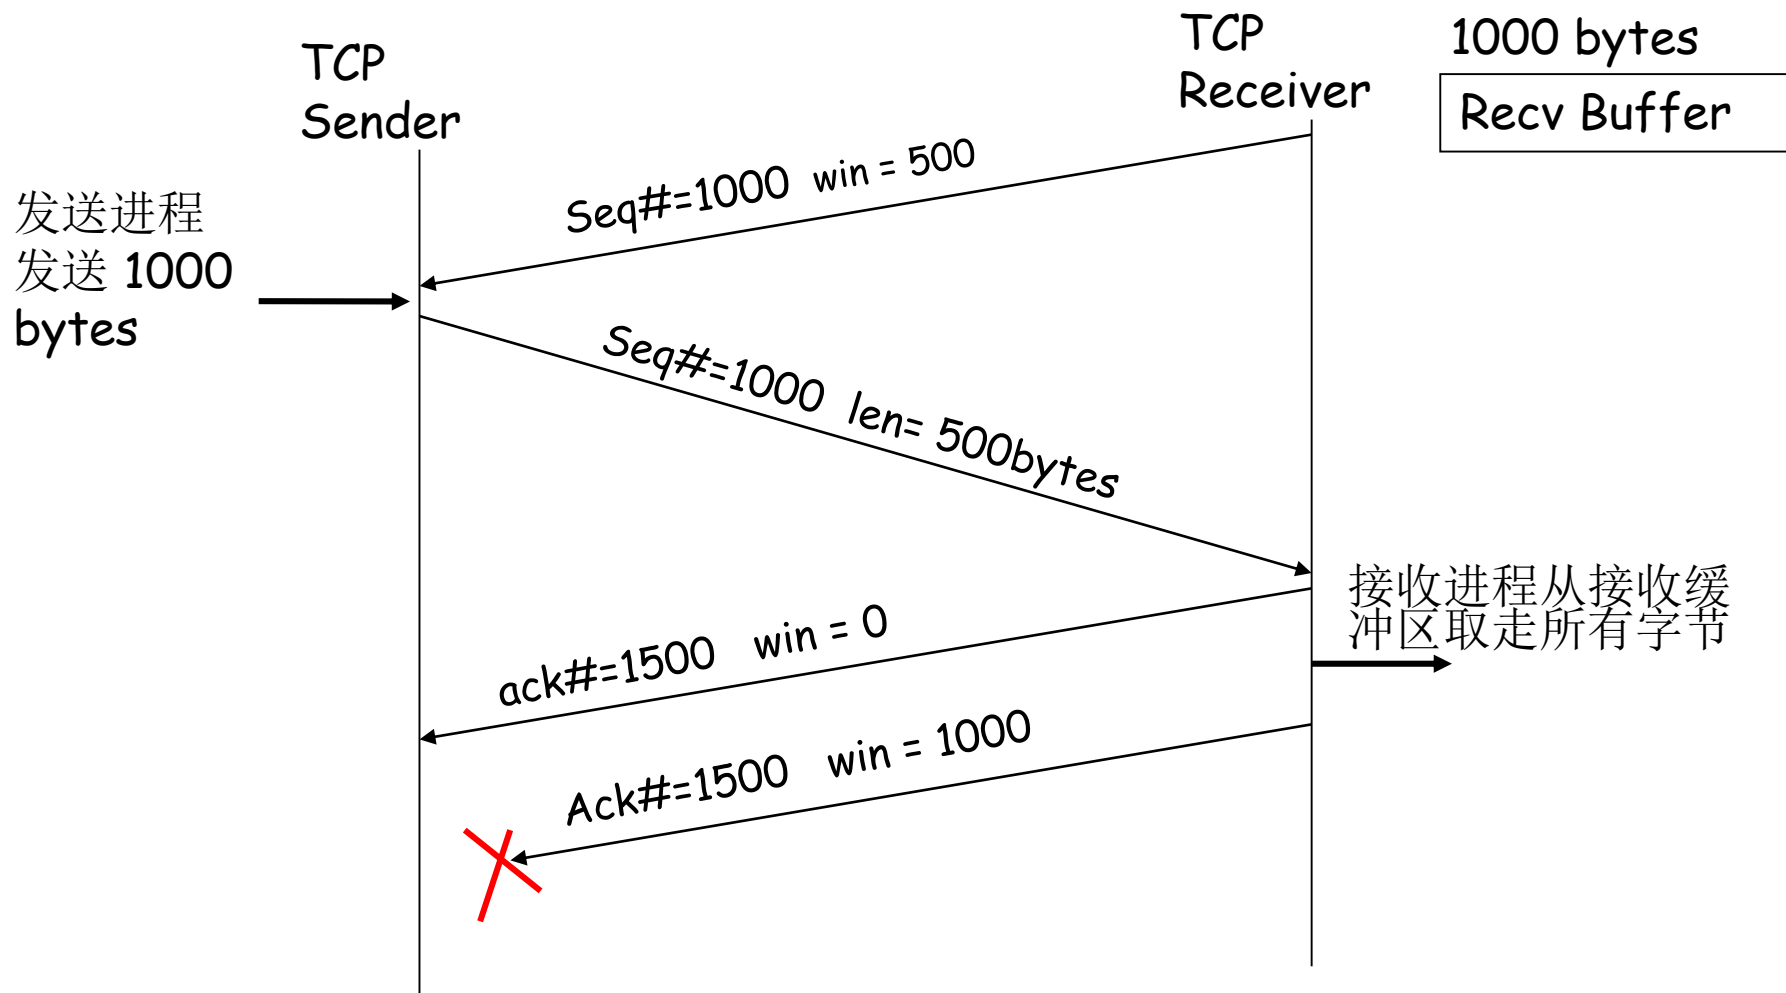 TCP
Sender
TCP
Receiver
1000 bytes
Recv Buffer
Seq#=1000 win = 500
发送进程
发送 1000
bytes
Seq#=1000 len= 500bytes
接收进程从接收缓
冲区取走所有字节
ack#=1500 win = 0
Ack#=1500 win = 1000